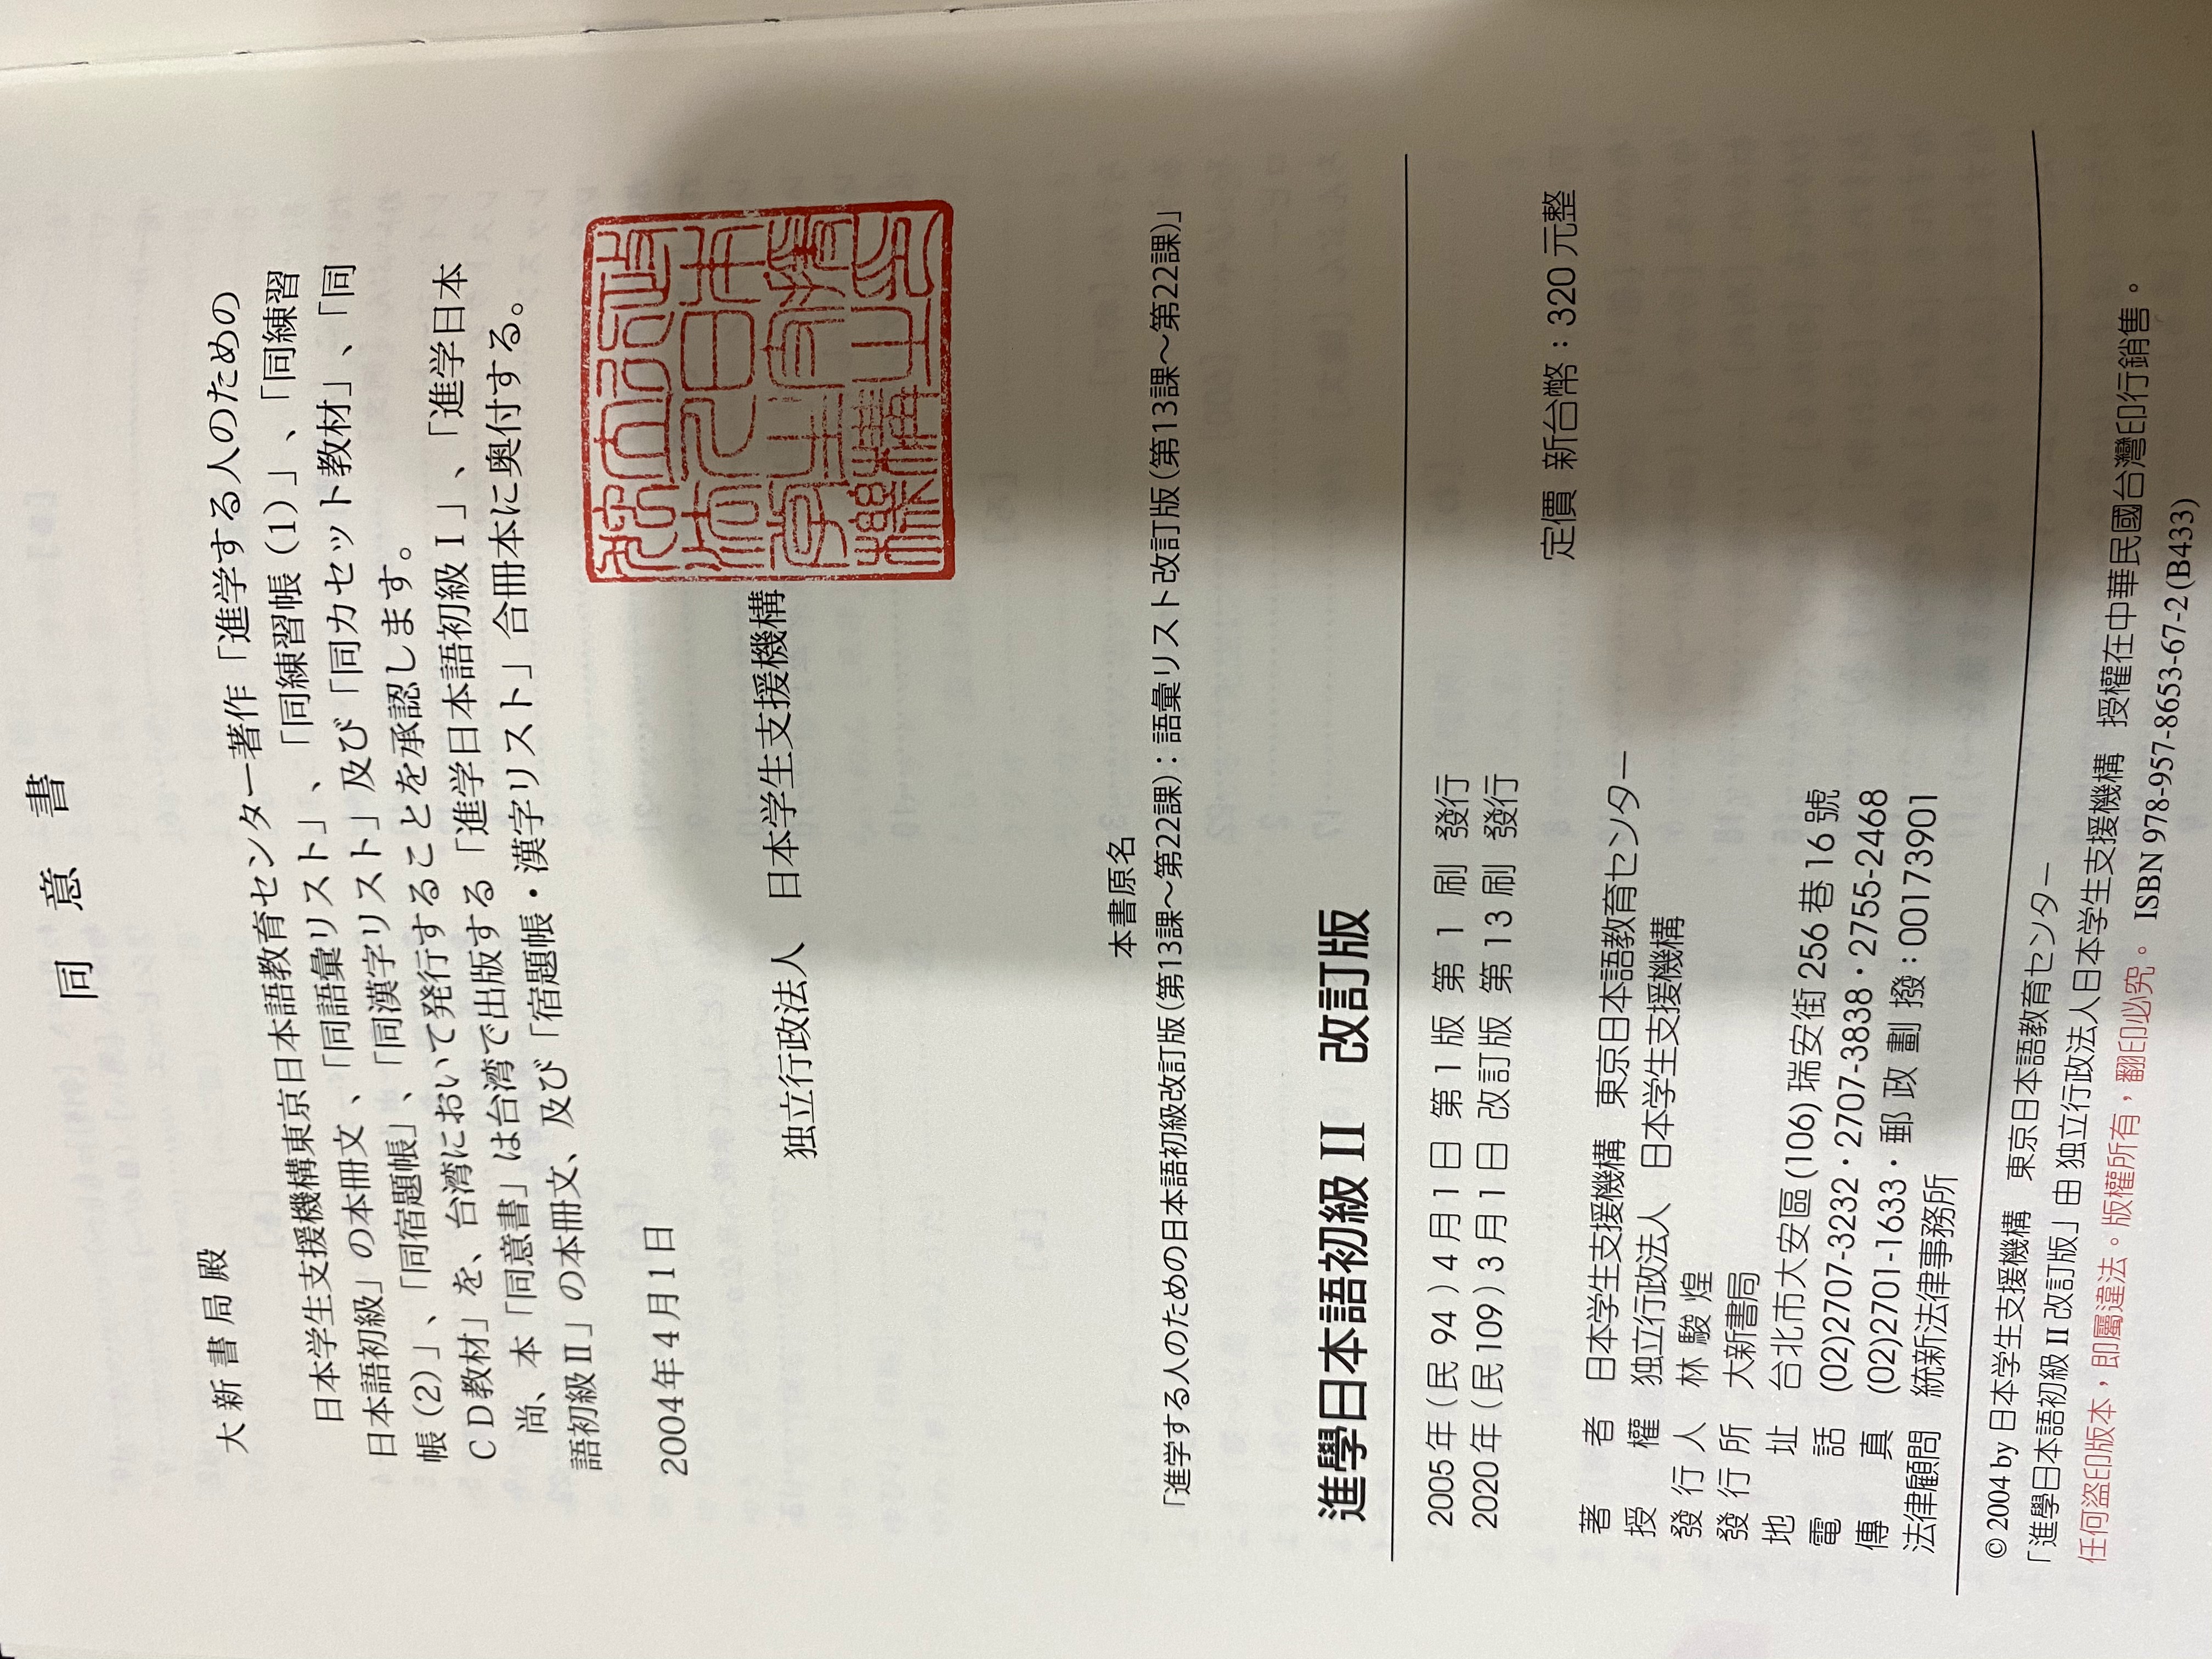 同意書
大新書局殿
日本学生支援機構東京日本語教育センター著作「進学する人のための
日本語初級」の本冊文、「同語彙リスト」、「同練習帳（1）」、「同練習
帳（2）」、「同宿題帳」、「同漢字リスト」及び「同カセット教材」、「同
ＣＤ教材」を、台湾において発行することを承認します。
尚、本「同意書」は台湾で出版する「進学日本語初級Ⅰ」、「進学日本
語初級Ⅱ」の本冊文、及び「宿題帳・漢字リスト」合冊本に奥付する。
2004年4月1日
独立行政法人　日本学生支援機構
独立行政
法人日本
学生支援
機構之印
本書原名
「進学する人のための日本語初級改訂版（第13課～第22課）：語彙リスト改訂版（第13課～第22課）」
進學日本語初級 II　改訂版
2005年（民 94 ）4月1日 第1版 第 1 刷 發行
2020年（民109）3月1日 改訂版 第13刷 發行
定價 新台幣：320元整
著　者　日本学生支援機構　東京日本語教育センター
授　權　独立行政法人　日本学生支援機構
發行人　林駿煌
發行所　大新書局
地　址　台北市大安區(106)瑞安街256巷16號
電　話　(02)2707-3232・2707-3838・2755-2468
傳　真　(02)2701-1633・郵政劃撥：00173901
法律顧問　統新法律事務所
© 2004 by 日本学生支援機構　東京日本語教育センター
「進學日本語初級 II 改訂版」由 独立行政法人日本学生支援機構 授權在中華民國台灣印行銷售。
任何盜印版本，即屬違法。版權所有，翻印必究。 ISBN 978-957-8653-67-2 (B433)